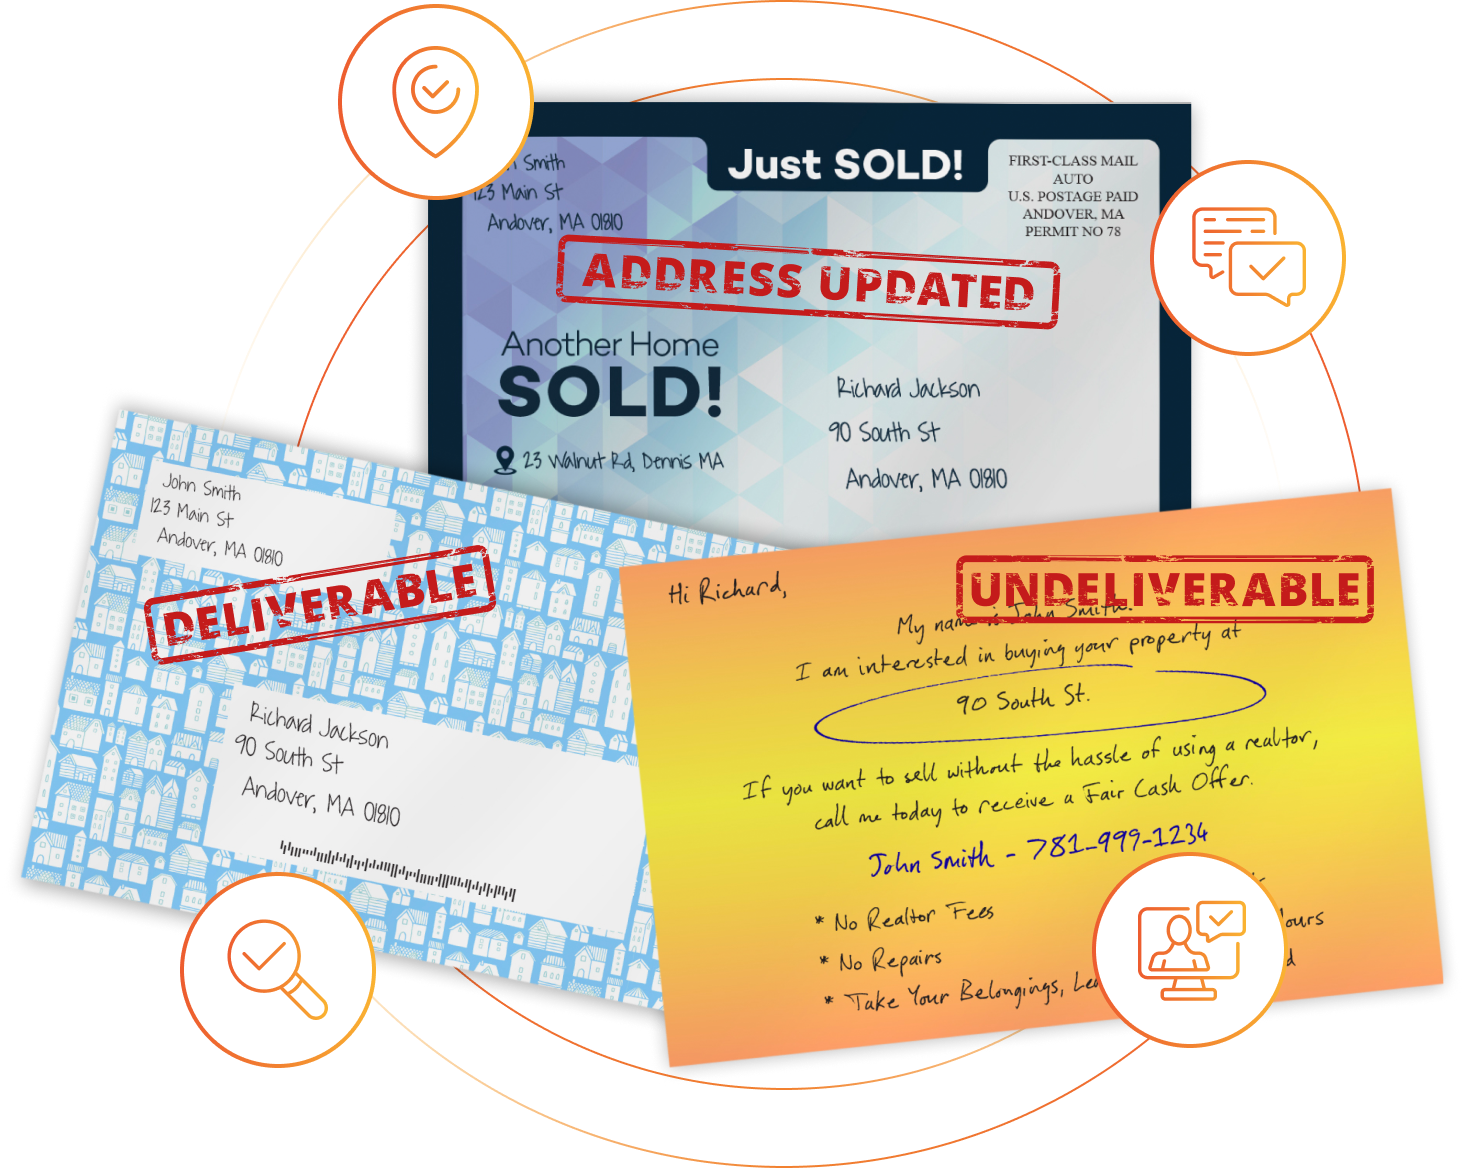 Smith
123 Main St
Andover, MA 01810
Just SOLD!
FIRST-CLASS MAIL
AUTO
U.S. POSTAGE PAID
ANDOVER, MA
PERMIT NO 78
ADDRESS UPDATED
Another Home
SOLD!
23 Walnut Rd, Dennis MA
Richard Jackson
90 South St
Andover, MA 01810
John Smith
123 Main St
Andover, MA 01810
DELIVERABLE
Richard Jackson
90 South St
Andover, MA 01810
UNDELIVERABLE
Hi Richard,
My name is John Smith.
I am interested in buying your property at
90 South St.
If you want to sell without the hassle of using a realtor,
call me today to receive a Fair Cash Offer.
John Smith - 781-999-1234
* No Realtor Fees
* No Repairs
* Take Your Belongings,